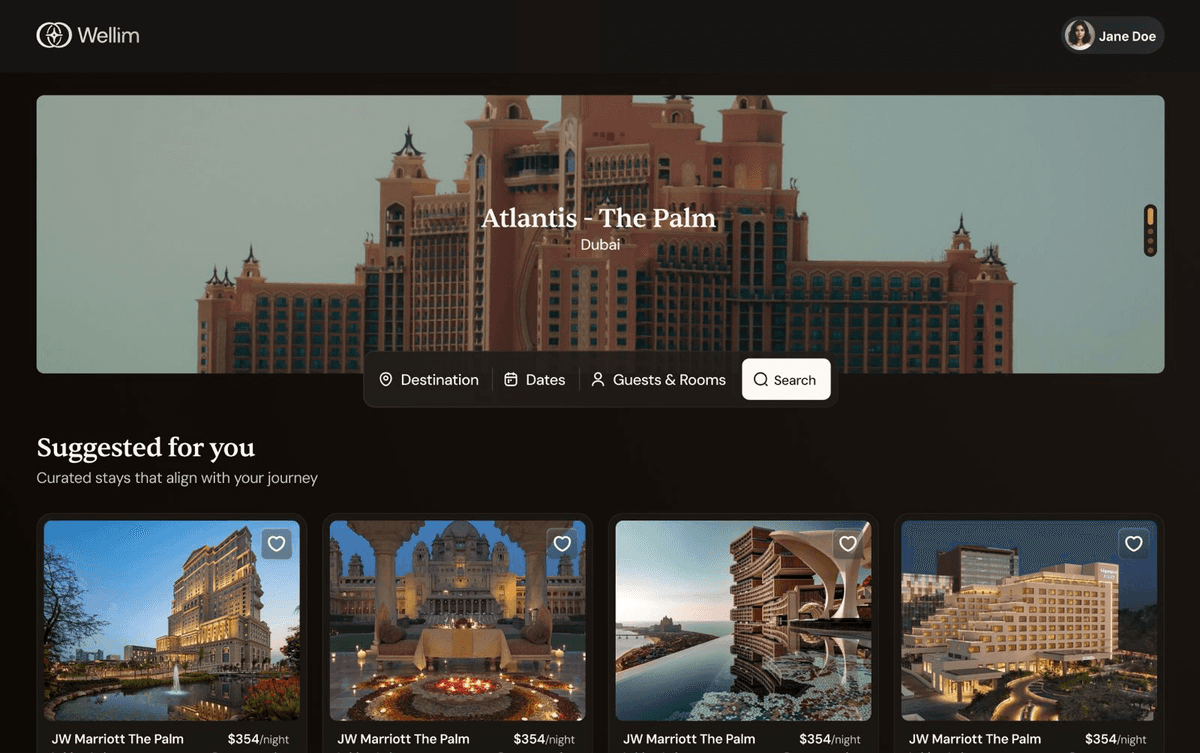 Wellim
Jane Doe
Atlantis - The Palm
Dubai
Destination
Dates
Guests & Rooms
Search
Suggested for you
Curated stays that align with your journey
JW Marriott The Palm $354/night
JW Marriott The Palm $354/night
JW Marriott The Palm $354/night
JW Marriott The Palm $354/night